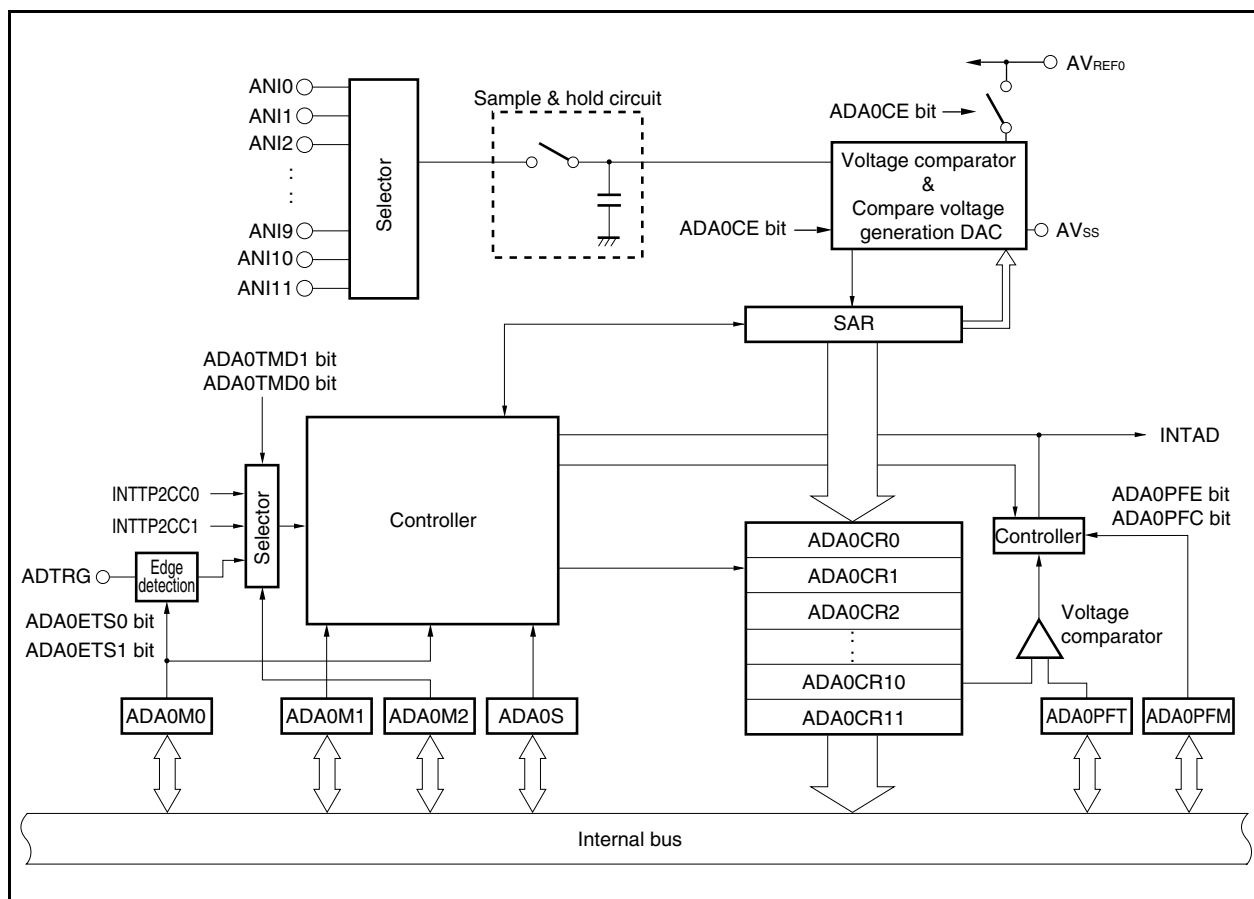 ANI0
ANI1
ANI2
ANI9
ANI10
ANI11
Selector
Sample & hold circuit
AVREF0
ADA0CE bit
Voltage comparator
&
Compare voltage
generation DAC
ADA0CE bit
AVSS
SAR
ADA0TMD1 bit
ADA0TMD0 bit
INTTP2CC0
INTTP2CC1
Selector
ADTRG
Edge
detection
ADA0ETS0 bit
ADA0ETS1 bit
Controller
INTAD
ADA0PFE bit
ADA0PFC bit
Controller
Voltage
comparator
ADA0CR0
ADA0CR1
ADA0CR2
ADA0CR10
ADA0CR11
ADA0M0
ADA0M1
ADA0M2
ADA0S
ADA0PFT
ADA0PFM
Internal bus